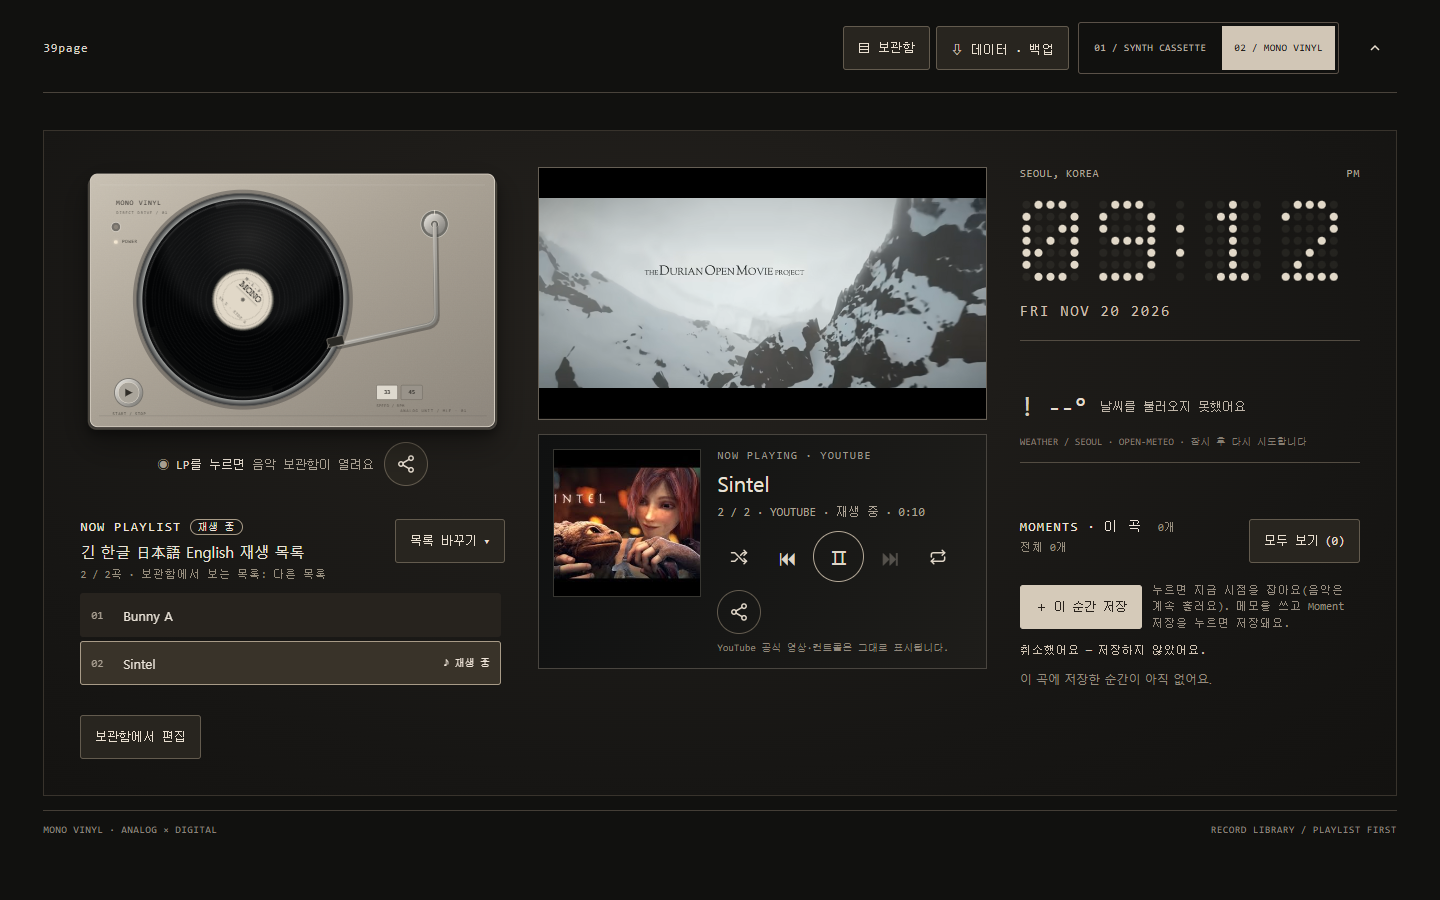 39page
보관함
데이터 · 백업
01 / SYNTH CASSETTE
02 / MONO VINYL
MONO VINYL
POWER
MONO
33
45
START / STOP
LP를 누르면 음악 보관함이 열려요
NOW PLAYLIST
재생 중
긴 한글 日本語 English 재생 목록
2 / 2곡 · 보관함에서 보는 목록: 다른 목록
목록 바꾸기
01 Bunny A
02 Sintel ♪ 재생 중
보관함에서 편집
THE DURIAN OPEN MOVIE PROJECT
INTEL
NOW PLAYING · YOUTUBE
Sintel
2 / 2 · YOUTUBE · 재생 중 · 0:10
YouTube 공식 영상·컨트롤은 그대로 표시됩니다.
SEOUL, KOREA
PM
09:12
FRI NOV 20 2026
! --° 날씨를 불러오지 못했어요
WEATHER / SEOUL · OPEN-METEO · 잠시 후 다시 시도합니다
MOMENTS · 이 곡 0개
전체 0개
모두 보기 (0)
+ 이 순간 저장
누르면 지금 시점을 잡아요(음악은
계속 흘러요). 메모를 쓰고 Moment
저장을 누르면 저장돼요.
취소했어요 — 저장하지 않았어요.
이 곡에 저장한 순간이 아직 없어요.
MONO VINYL · ANALOG × DIGITAL
RECORD LIBRARY / PLAYLIST FIRST